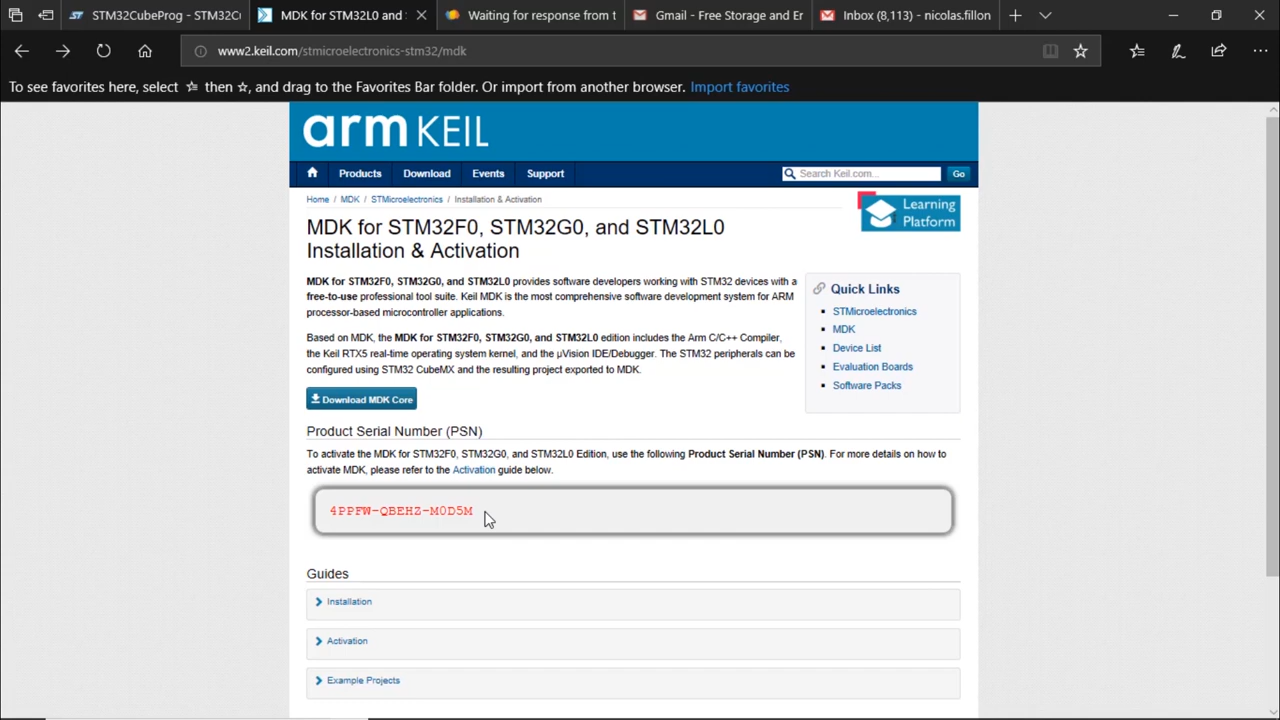 STM32CubeProg - STM32Cu
MDK for STM32L0 and S
Waiting for response from t
Gmail - Free Storage and Er
Inbox (8,113) - nicolas.fillon
www2.keil.com/stmicroelectronics-stm32/mdk
To see favorites here, select then , and drag to the Favorites Bar folder. Or import from another browser. Import favorites
arm KEIL
Products Download Events Support
Search Keil.com... Go
Home / MDK / STMicroelectronics / Installation & Activation
Learning
Platform
MDK for STM32F0, STM32G0, and STM32L0
Installation & Activation
MDK for STM32F0, STM32G0, and STM32L0 provides software developers working with STM32 devices with a
free-to-use professional tool suite. Keil MDK is the most comprehensive software development system for ARM
processor-based microcontroller applications.
Based on MDK, the MDK for STM32F0, STM32G0, and STM32L0 edition includes the Arm C/C++ Compiler,
the Keil RTX5 real-time operating system kernel, and the µVision IDE/Debugger. The STM32 peripherals can be
configured using STM32 CubeMX and the resulting project exported to MDK.
Quick Links
STMicroelectronics
MDK
Device List
Evaluation Boards
Software Packs
Download MDK Core
Product Serial Number (PSN)
To activate the MDK for STM32F0, STM32G0, and STM32L0 Edition, use the following Product Serial Number (PSN). For more details on how to
activate MDK, please refer to the Activation guide below.
4PPFW-QBEHZ-M0D5M
Guides
Installation
Activation
Example Projects